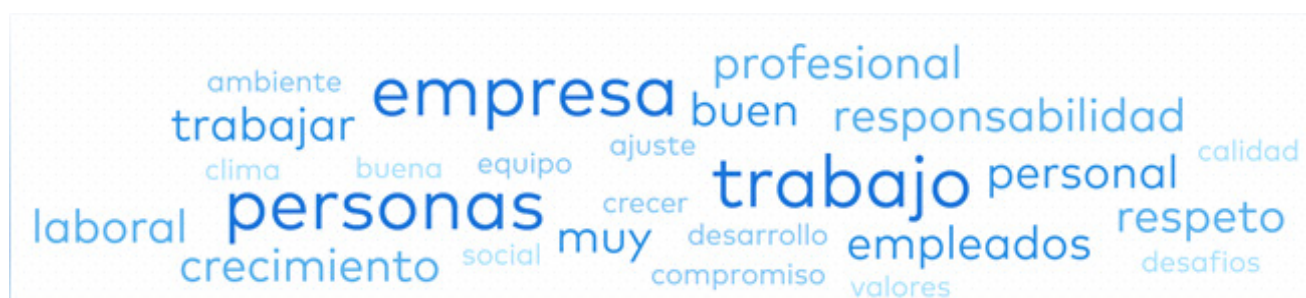 profesional
ambiente empresa buen responsabilidad
trabajar
ajuste calidad
clima buena equipo trabajo personal
laboral personas crecer respeto
muy desarrollo empleados
crecimiento social desafios
compromiso valores